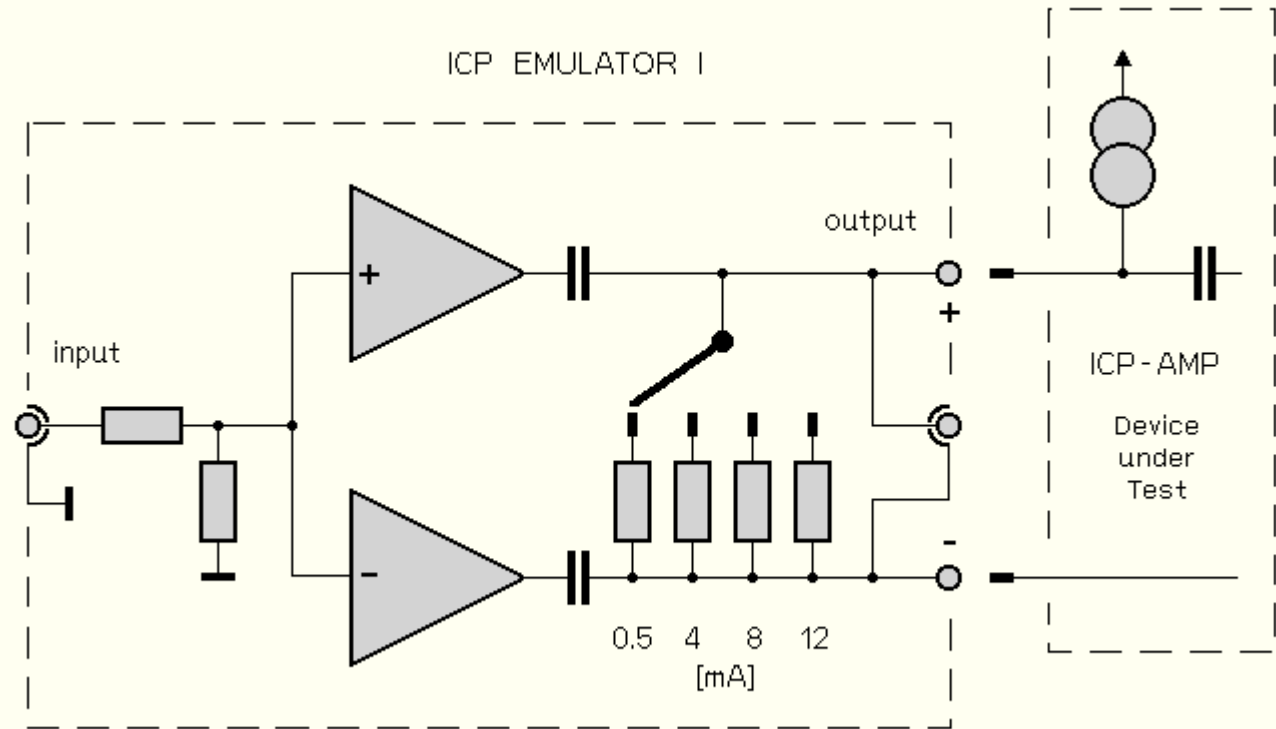 ICP EMULATOR I
output
+
+
input
ICP-AMP
Device
under
Test
-
-
0.5 4 8 12
[mA]